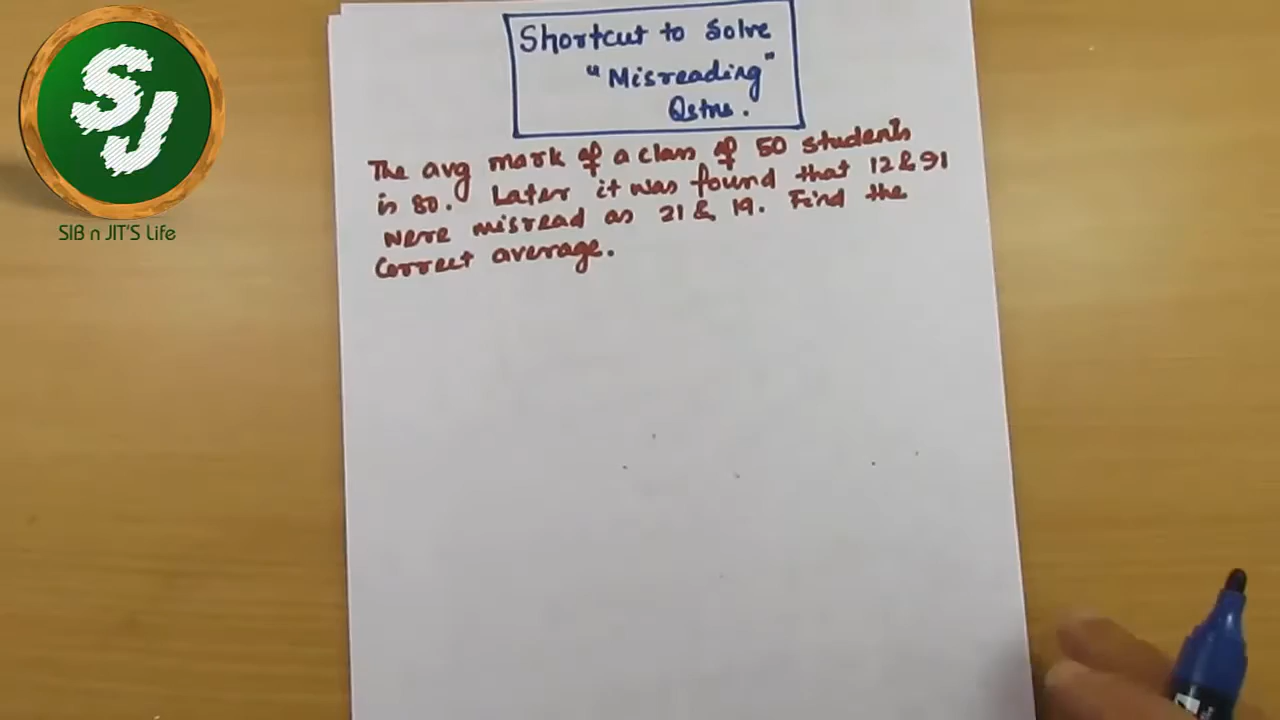 SJ
SIB n JIT'S Life
Shortcut to Solve
"Misreading"
Qstns.
The avg mark of a class of 50 students
is 80. Later it was found that 12 & 91
were misread as 21 & 19. Find the
Correct average.